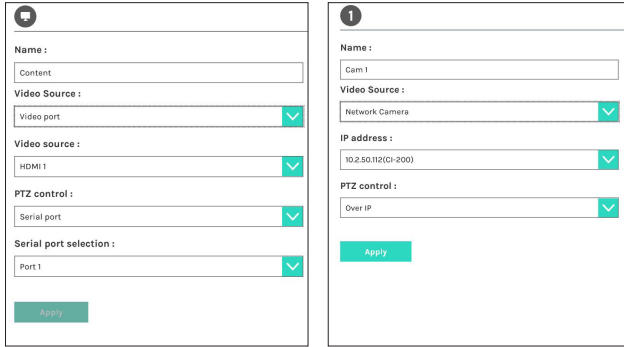 Name :
Content
Video Source :
Video port
Video source :
HDMI 1
PTZ control :
Serial port
Serial port selection :
Port 1
Apply
1
Name :
Cam 1
Video Source :
Network Camera
IP address :
10.2.50.112(CI-200)
PTZ control :
Over IP
Apply